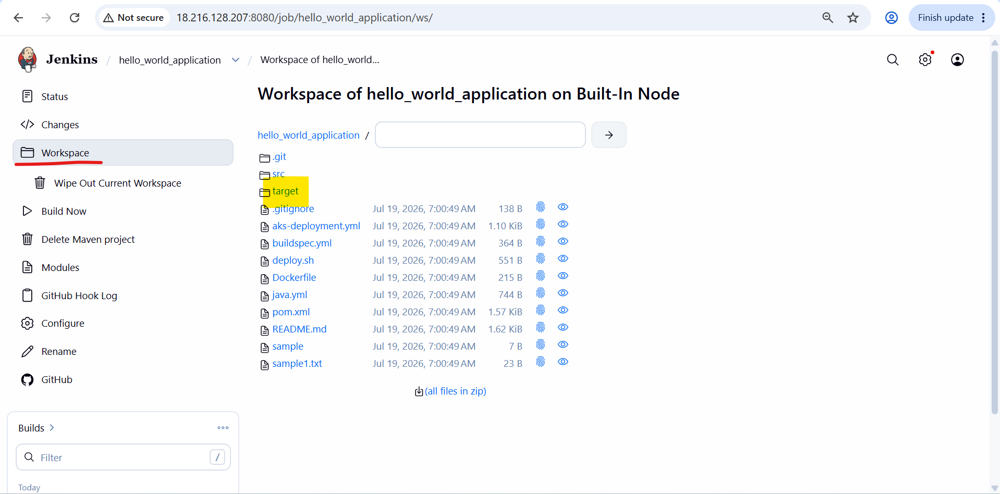 Not secure 18.216.128.207:8080/job/hello_world_application/ws/ Finish update
Jenkins / hello_world_application / Workspace of hello_world...
Status
Changes
Workspace
Wipe Out Current Workspace
Build Now
Delete Maven project
Modules
GitHub Hook Log
Configure
Rename
GitHub
Builds
Filter /
Today
Workspace of hello_world_application on Built-In Node
hello_world_application /
.git
src
target
.gitignore Jul 19, 2026, 7:00:49 AM 138 B
aks-deployment.yml Jul 19, 2026, 7:00:49 AM 1.10 KiB
buildspec.yml Jul 19, 2026, 7:00:49 AM 364 B
deploy.sh Jul 19, 2026, 7:00:49 AM 551 B
Dockerfile Jul 19, 2026, 7:00:49 AM 215 B
java.yml Jul 19, 2026, 7:00:49 AM 744 B
pom.xml Jul 19, 2026, 7:00:49 AM 1.57 KiB
README.md Jul 19, 2026, 7:00:49 AM 1.62 KiB
sample Jul 19, 2026, 7:00:49 AM 7 B
sample1.txt Jul 19, 2026, 7:00:49 AM 23 B
(all files in zip)